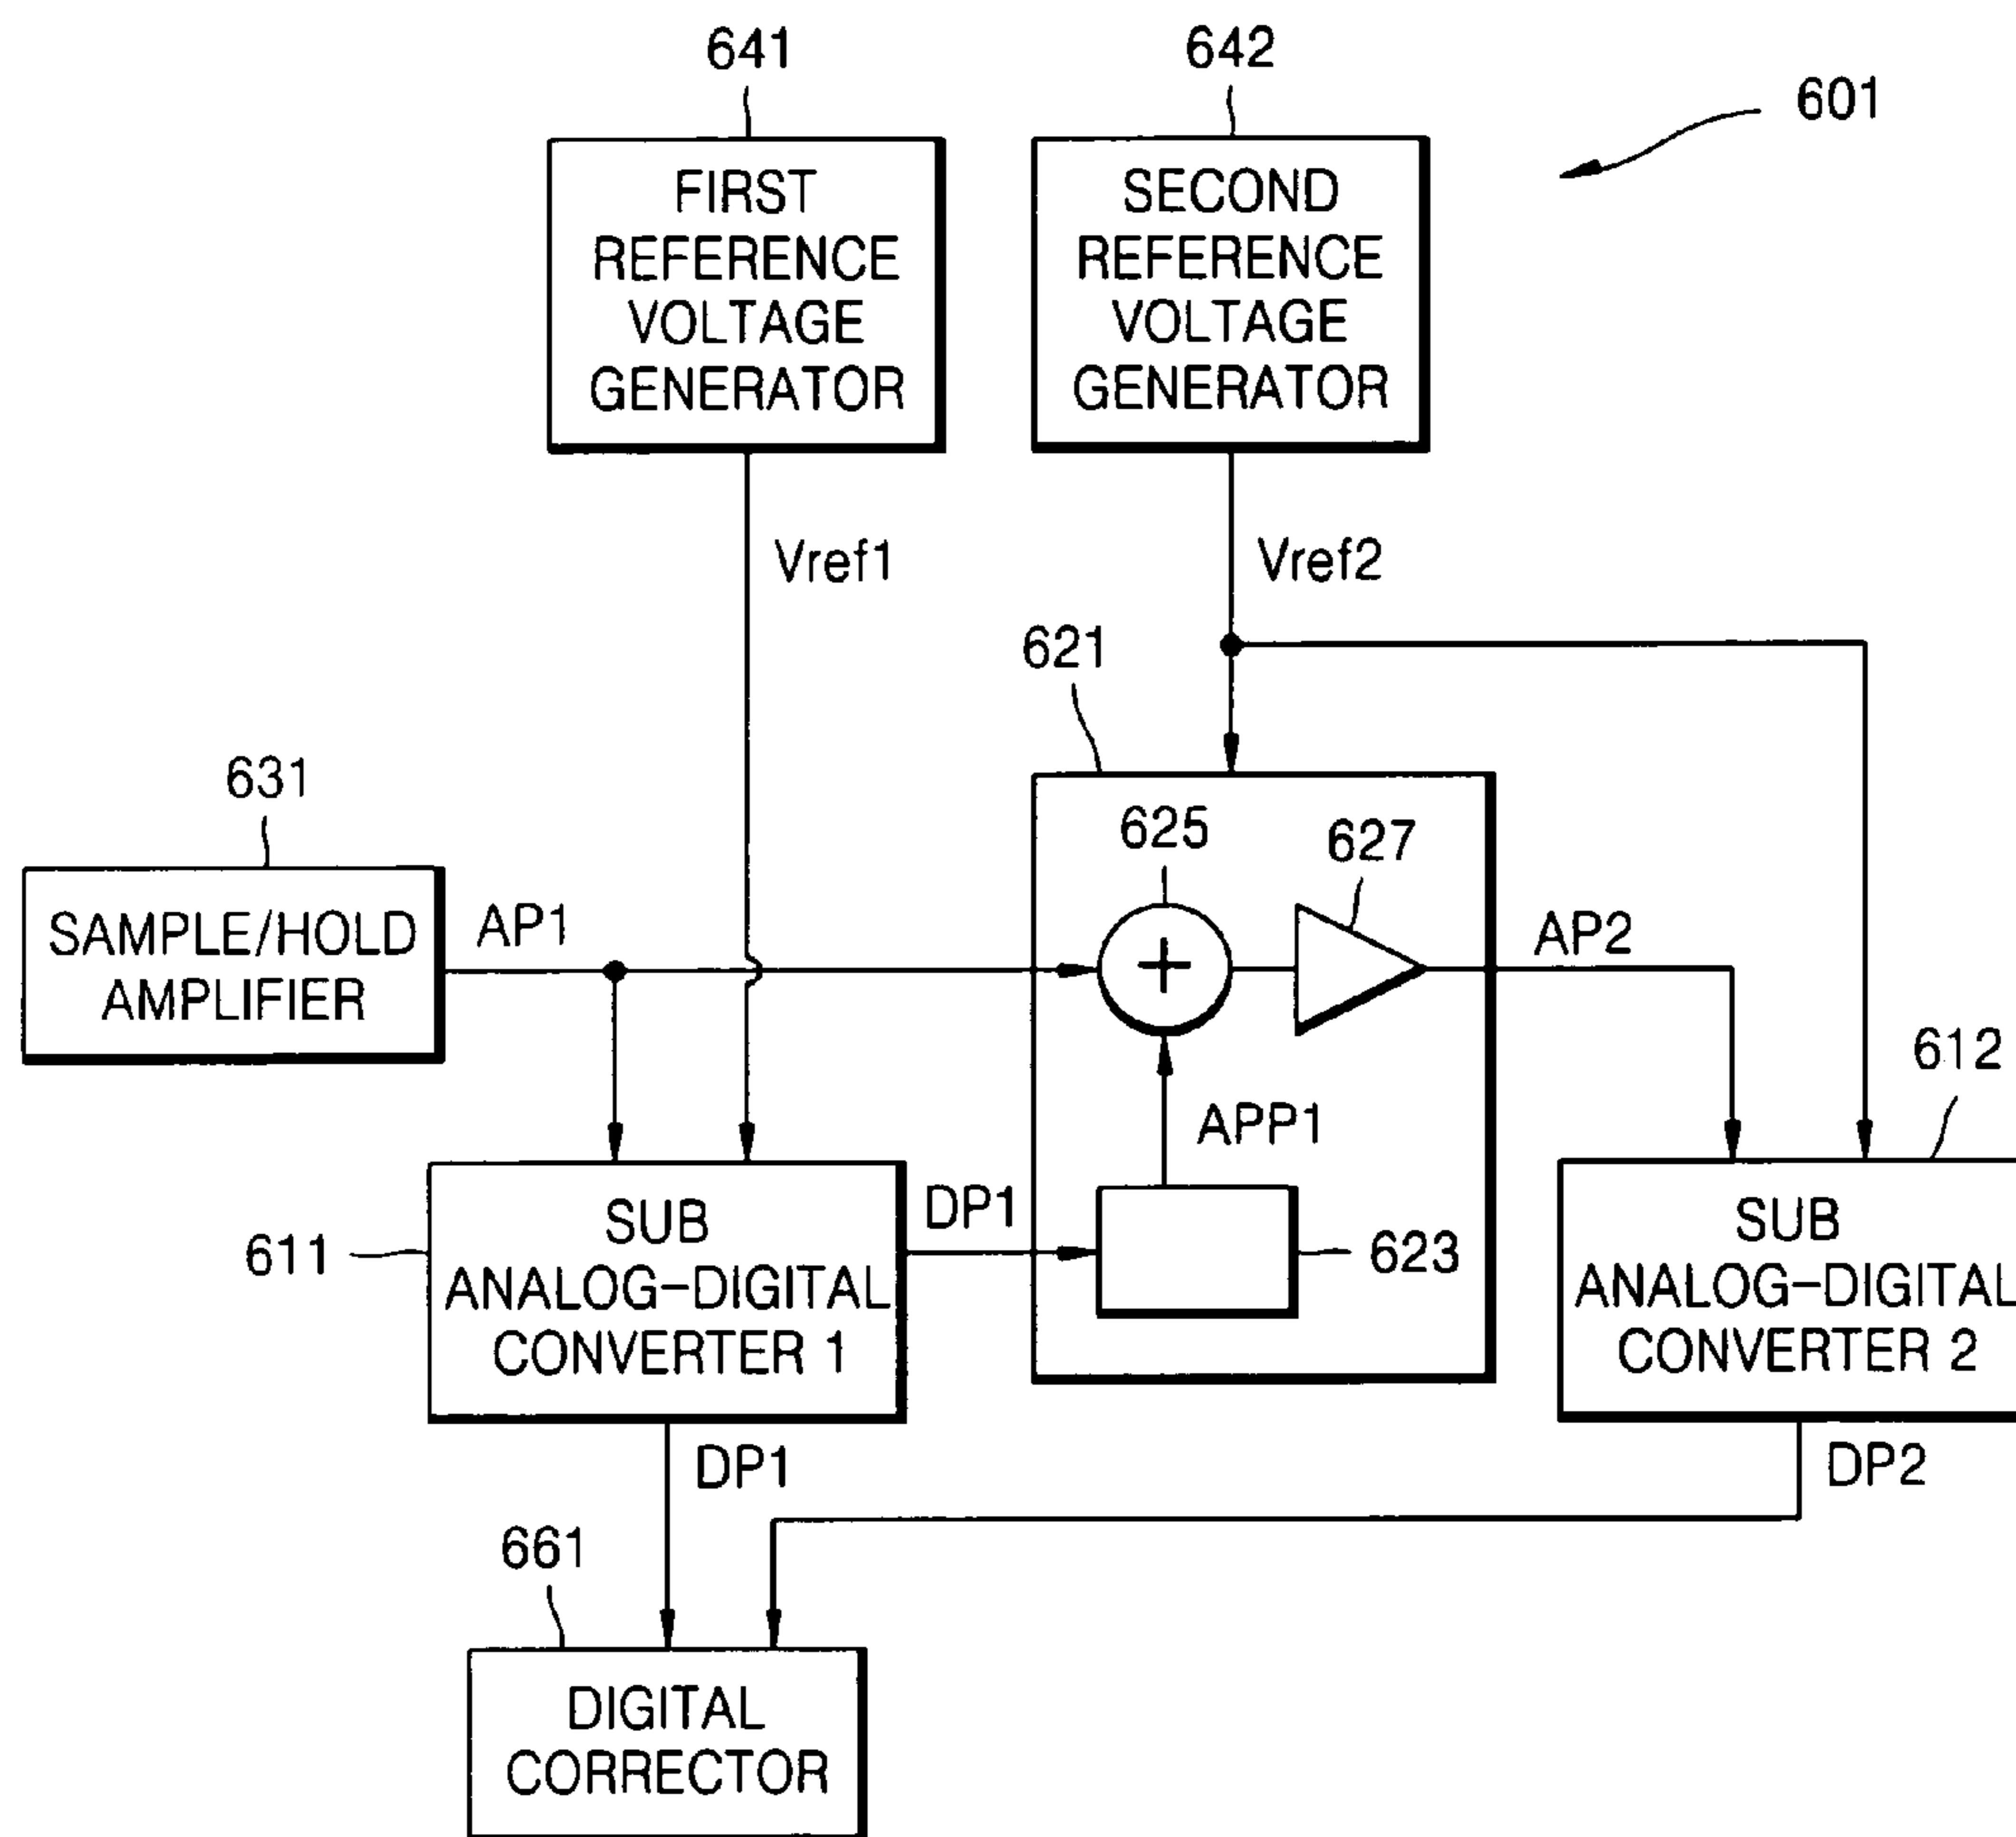 641
642
601
FIRST
REFERENCE
VOLTAGE
GENERATOR
SECOND
REFERENCE
VOLTAGE
GENERATOR
Vref1
Vref2
621
631
625
627
SAMPLE/HOLD
AMPLIFIER
AP1
+
AP2
612
APP1
611
SUB
ANALOG-DIGITAL
CONVERTER 1
DP1
623
SUB
ANALOG-DIGITAL
CONVERTER 2
DP1
DP2
661
DIGITAL
CORRECTOR